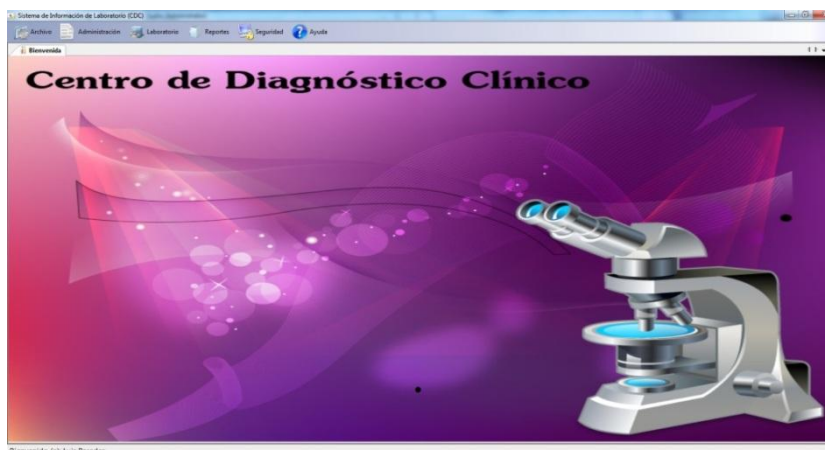 Sistema de Información de Laboratorio (CDC)
Archivo Administración Laboratorio Reportes Seguridad Ayuda
Bienvenida
Centro de Diagnóstico Clínico